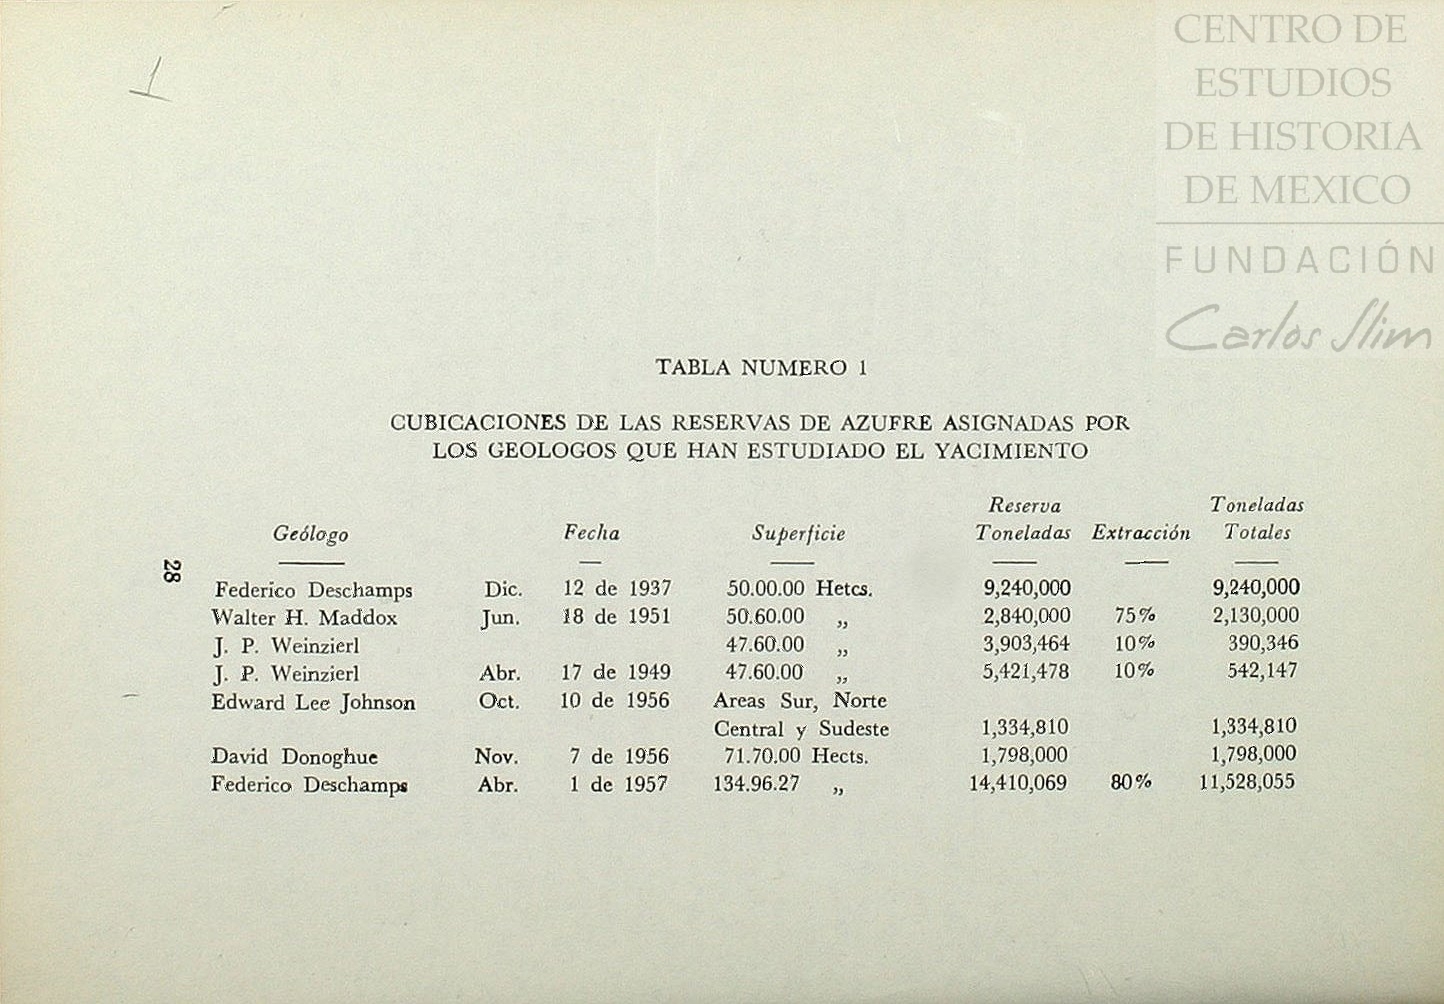 1
CENTRO DE
ESTUDIOS
DE HISTORIA
DE MEXICO
FUNDACIÓN
Carlos Slim
TABLA NUMERO 1
CUBICACIONES DE LAS RESERVAS DE AZUFRE ASIGNADAS POR
LOS GEOLOGOS QUE HAN ESTUDIADO EL YACIMIENTO
Reserva Toneladas
Geólogo Fecha Superficie Toneladas Extracción Totales
28
Federico Deschamps Dic. 12 de 1937 50.00.00 Hetcs. 9,240,000 9,240,000
Walter H. Maddox Jun. 18 de 1951 50.60.00 ,, 2,840,000 75% 2,130,000
J. P. Weinzierl 47.60.00 ,, 3,903,464 10% 390,346
J. P. Weinzierl Abr. 17 de 1949 47.60.00 ,, 5,421,478 10% 542,147
Edward Lee Johnson Oct. 10 de 1956 Areas Sur, Norte
Central y Sudeste 1,334,810 1,334,810
David Donoghue Nov. 7 de 1956 71.70.00 Hects. 1,798,000 1,798,000
Federico Deschamps Abr. 1 de 1957 134.96.27 ,, 14,410,069 80% 11,528,055